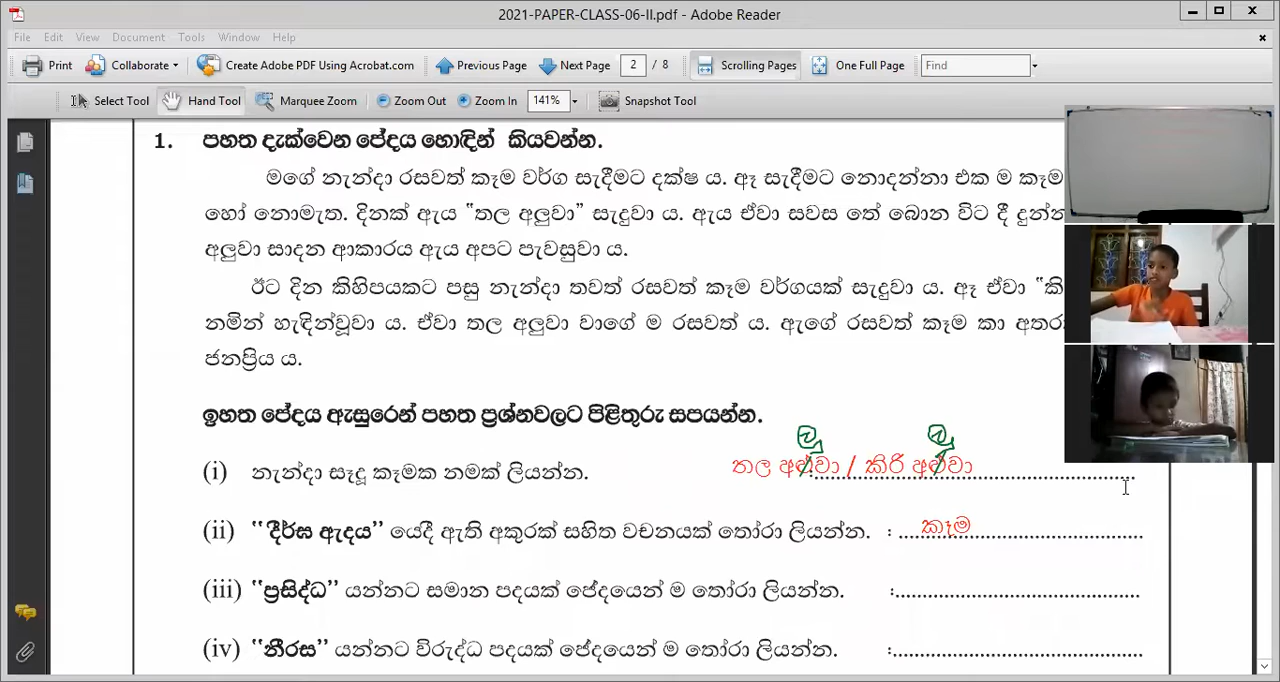 2021-PAPER-CLASS-06-II.pdf - Adobe Reader
File Edit View Document Tools Window Help
Print Collaborate Create Adobe PDF Using Acrobat.com Previous Page Next Page 2 / 8 Scrolling Pages One Full Page Find
Select Tool Hand Tool Marquee Zoom Zoom Out Zoom In 141% Snapshot Tool
1. පහත දැක්වෙන ඡේදය හොඳින් කියවන්න.
මගේ නැන්දා රසවත් කෑම වර්ග සැදීමට දක්ෂ ය. ඈ සැදීමට නොදන්නා එක ම කෑම
හෝ නොමැත. දිනක් ඇය "තල අලුවා" සැදුවා ය. ඇය ඒවා සවස තේ බොන විට දී දුන්න
අලුවා සාදන ආකාරය ඇය අපට පැවසුවා ය.
ඊට දින කිහිපයකට පසු නැන්දා තවත් රසවත් කෑම වර්ගයක් සැදුවා ය. ඈ ඒවා "කි
නමින් හැඳින්වූවා ය. ඒවා තල අලුවා වාගේ ම රසවත් ය. ඇගේ රසවත් කෑම කා අතර
ජනප්‍රිය ය.
ඉහත ඡේදය ඇසුරෙන් පහත ප්‍රශ්නවලට පිළිතුරු සපයන්න.
(i) නැන්දා සෑදූ කෑමක නමක් ලියන්න. තල අළුවා / කිරි අළුවා
(ii) "දීර්ඝ ඇදය" යෙදී ඇති අකුරක් සහිත වචනයක් තෝරා ලියන්න. : කෑම
(iii) "ප්‍රසිද්ධ" යන්නට සමාන පදයක් ඡේදයෙන් ම තෝරා ලියන්න. :
(iv) "නීරස" යන්නට විරුද්ධ පදයක් ඡේදයෙන් ම තෝරා ලියන්න. :